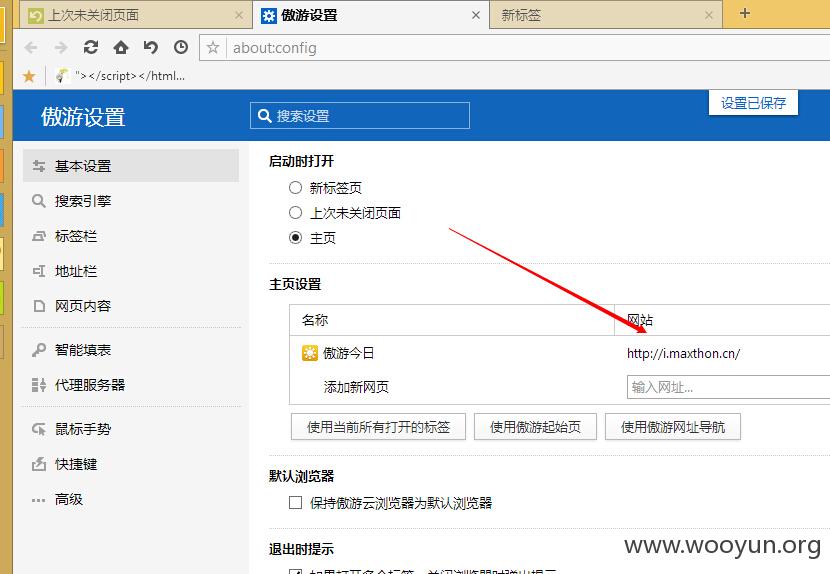 上次未关闭页面
傲游设置
新标签
about:config
"></script></html...
傲游设置
搜索设置
设置已保存
基本设置
搜索引擎
标签栏
地址栏
网页内容
智能填表
代理服务器
鼠标手势
快捷键
高级
启动时打开
新标签页
上次未关闭页面
主页
主页设置
名称
网站
傲游今日
http://i.maxthon.cn/
添加新网页
输入网址...
使用当前所有打开的标签
使用傲游起始页
使用傲游网址导航
默认浏览器
保持傲游云浏览器为默认浏览器
退出时提示
www.wooyun.org